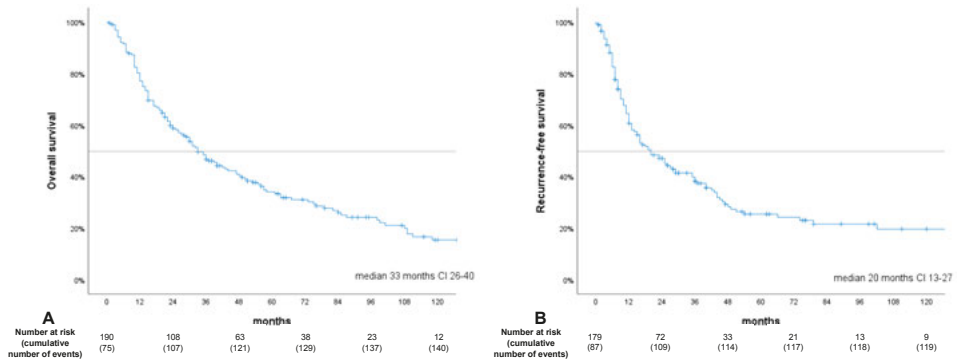 100%
80%
60%
40%
20%
0%
Overall survival
median 33 months CI 26-40
0 12 24 36 48 60 72 84 96 108 120
months
A
Number at risk
(cumulative
number of events)
190 108 63 38 23 12
(75) (107) (121) (129) (137) (140)
100%
80%
60%
40%
20%
0%
Recurrence-free survival
median 20 months CI 13-27
0 12 24 36 48 60 72 84 96 108 120
months
B
Number at risk
(cumulative
number of events)
179 72 33 21 13 9
(87) (109) (114) (117) (118) (119)